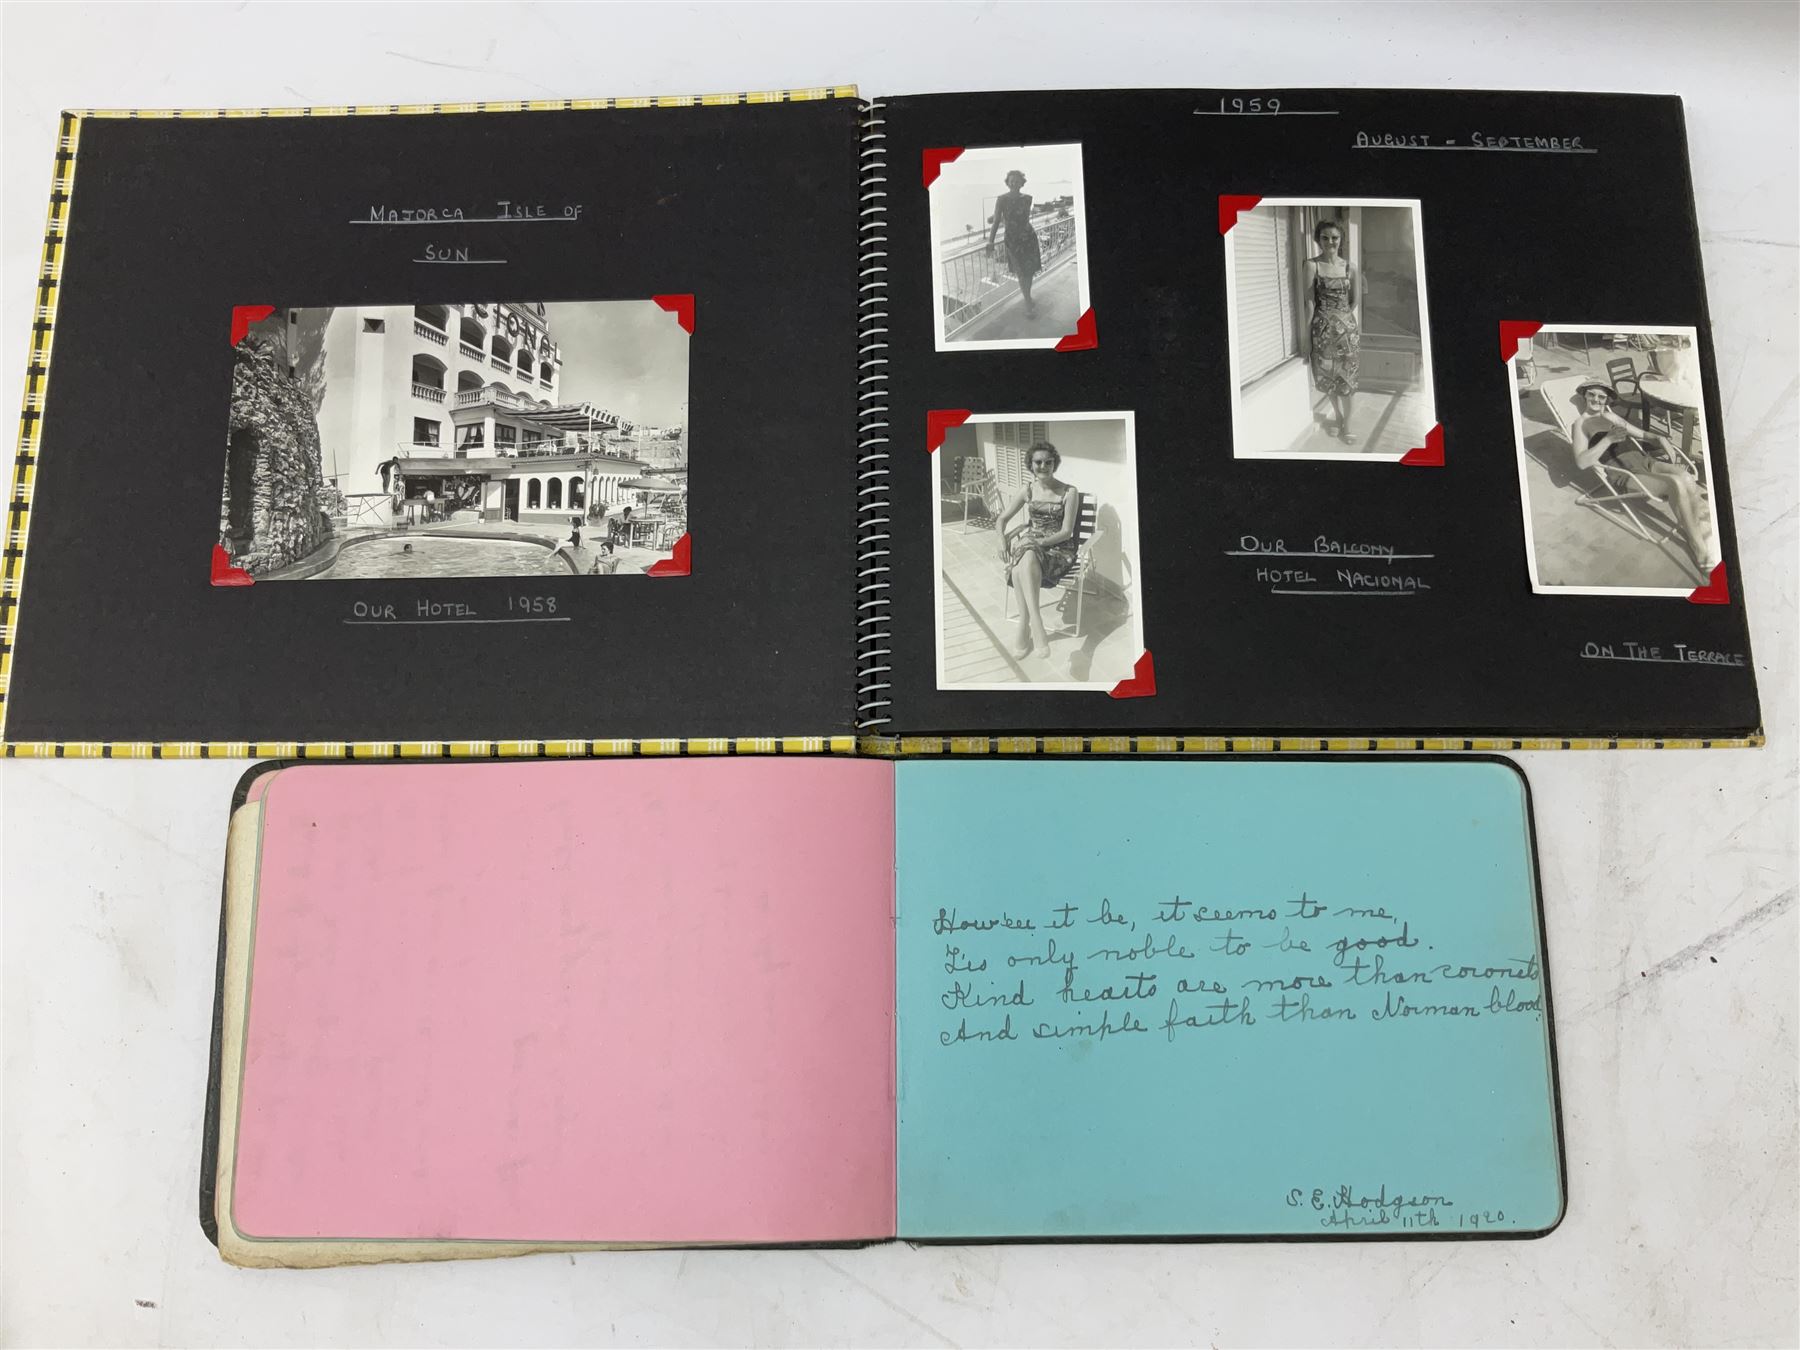 MAJORCA ISLE OF
SUN
CIONAL
OUR HOTEL 1958
1959
AUGUST - SEPTEMBER
OUR BALCONY
HOTEL NACIONAL
ON THE TERRACE
Howe'er it be, it seems to me,
'Tis only noble to be good.
Kind hearts are more than coronets
And simple faith than Norman blood.
S. E. Hodgson
April 11th 1920.